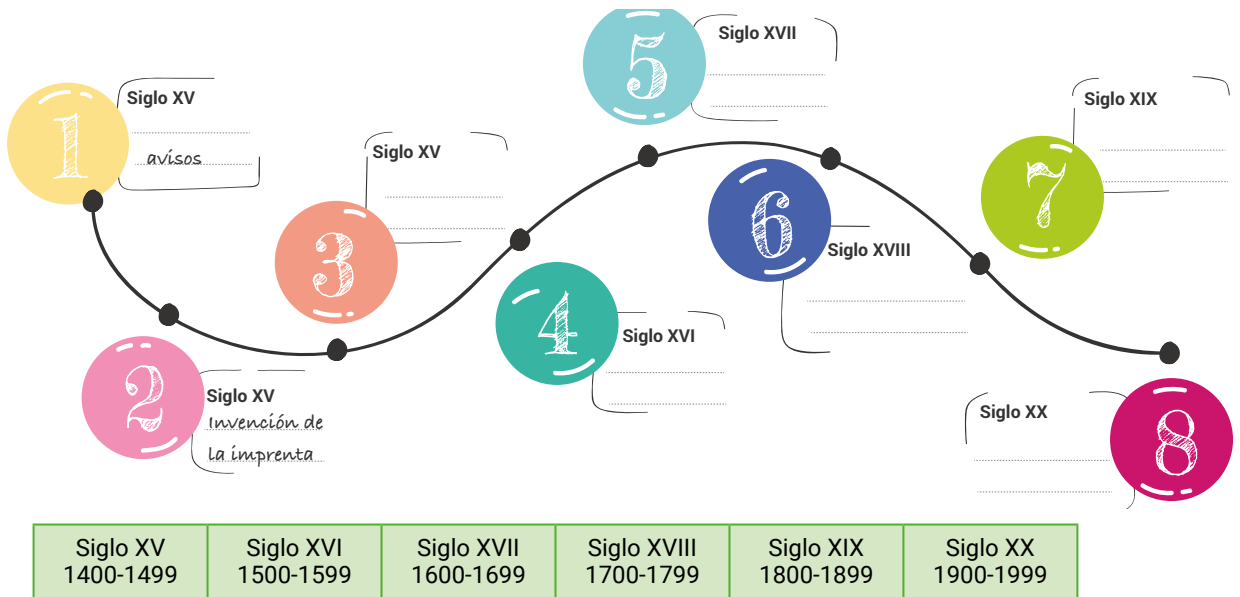 1
Siglo XV
avisos
2
Siglo XV
Invención de
la imprenta
3
Siglo XV
4
Siglo XVI
5
Siglo XVII
6
Siglo XVIII
7
Siglo XIX
8
Siglo XX
Siglo XV
1400-1499
Siglo XVI
1500-1599
Siglo XVII
1600-1699
Siglo XVIII
1700-1799
Siglo XIX
1800-1899
Siglo XX
1900-1999